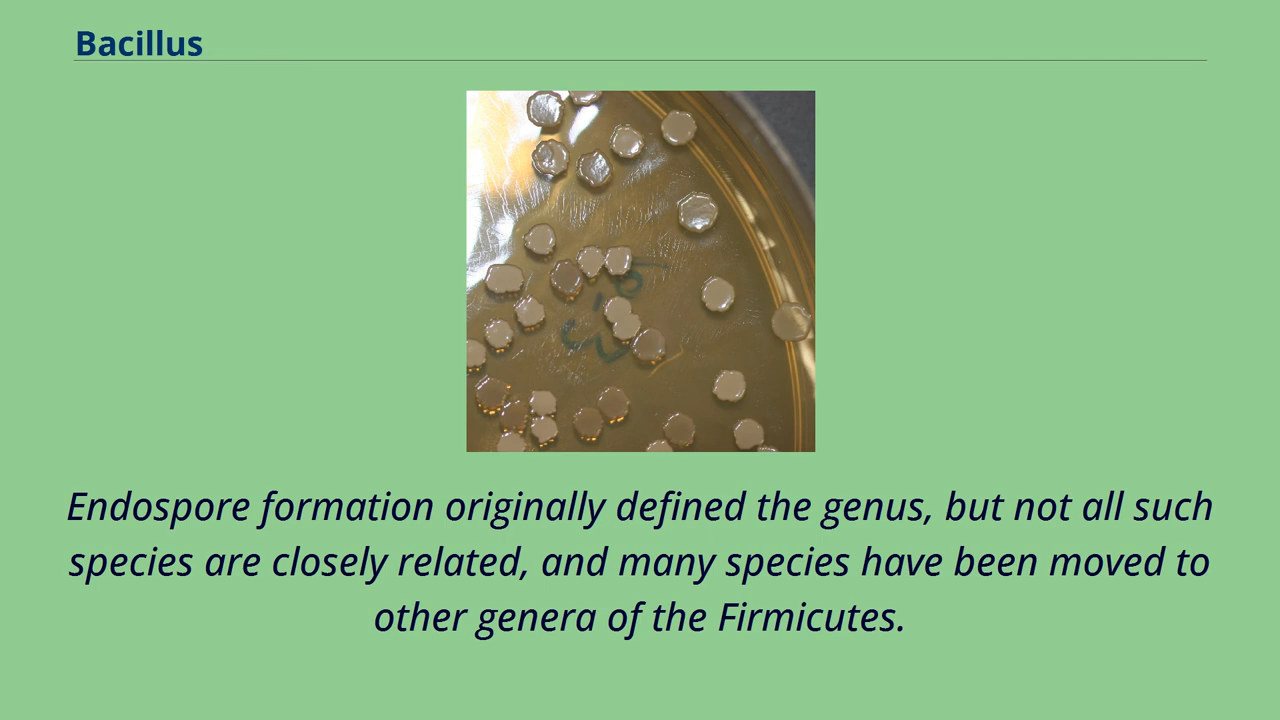 Bacillus
Endospore formation originally defined the genus, but not all such
species are closely related, and many species have been moved to
other genera of the Firmicutes.